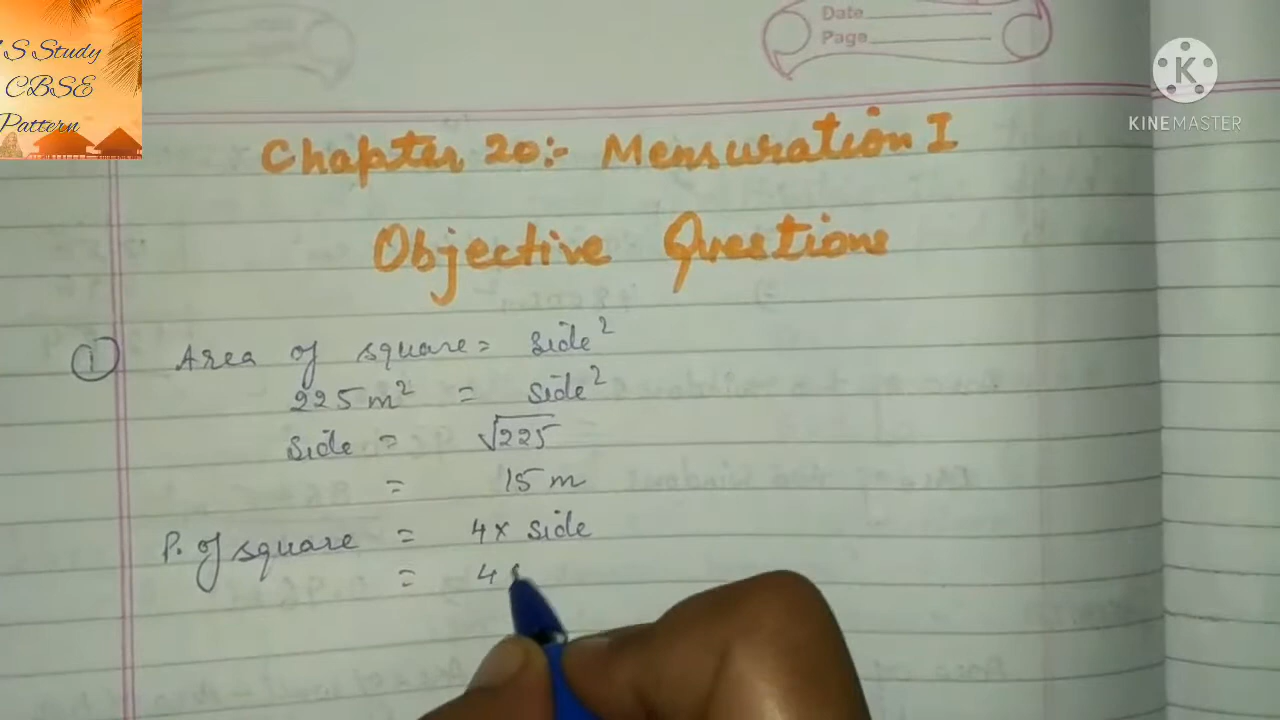 S Study
CBSE
Pattern
Date
Page
KINEMASTER
Chapter 20:- Mensuration I
Objective Questions
① Area of square = side²
225 m² = side²
side = √225
= 15 m
P. of square = 4 x side
= 4